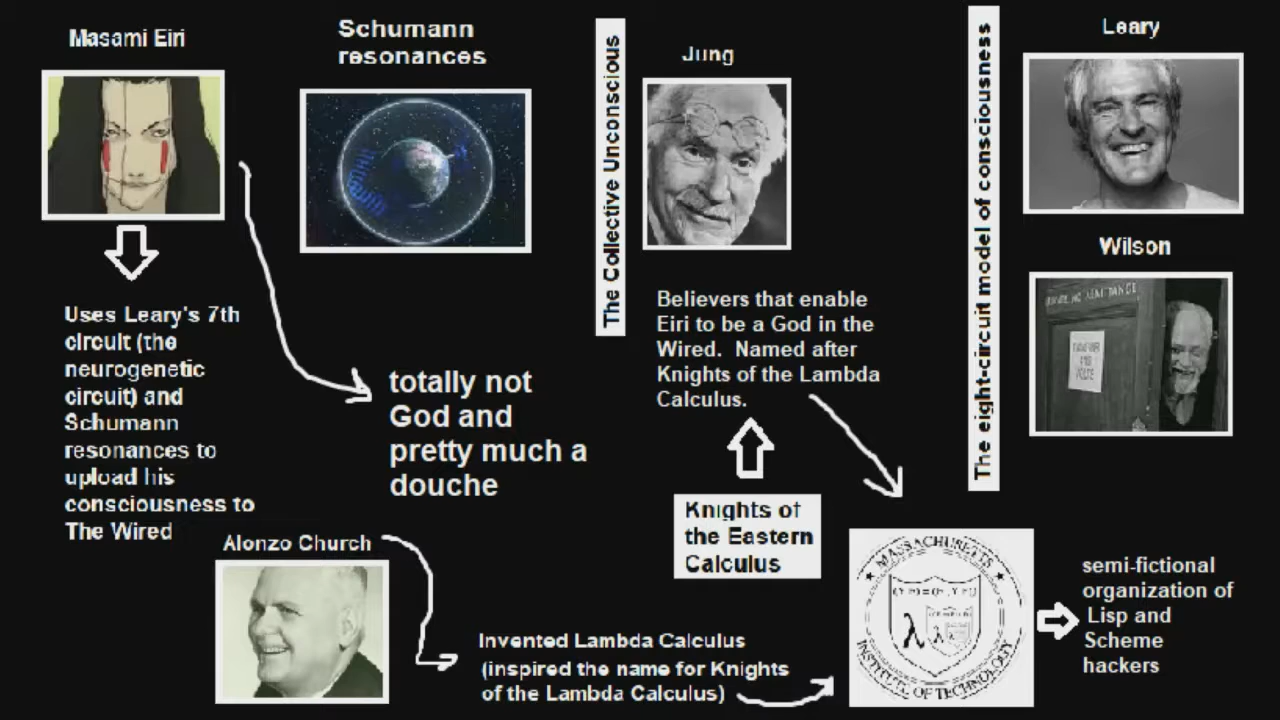 Masami Eiri
Schumann
resonances
The Collective Unconscious
Jung
The eight-circuit model of consciousness
Leary
Wilson
Uses Leary's 7th
circuit (the
neurogenetic
circuit) and
Schumann
resonances to
upload his
consciousness to
The Wired
totally not
God and
pretty much a
douche
Believers that enable
Eiri to be a God in the
Wired. Named after
Knights of the Lambda
Calculus.
Knights of
the Eastern
Calculus
Alonzo Church
Invented Lambda Calculus
(inspired the name for Knights
of the Lambda Calculus)
MASSACHUSETTS
λ
INSTITUTE OF TECHNOLOGY
semi-fictional
organization of
Lisp and
Scheme
hackers